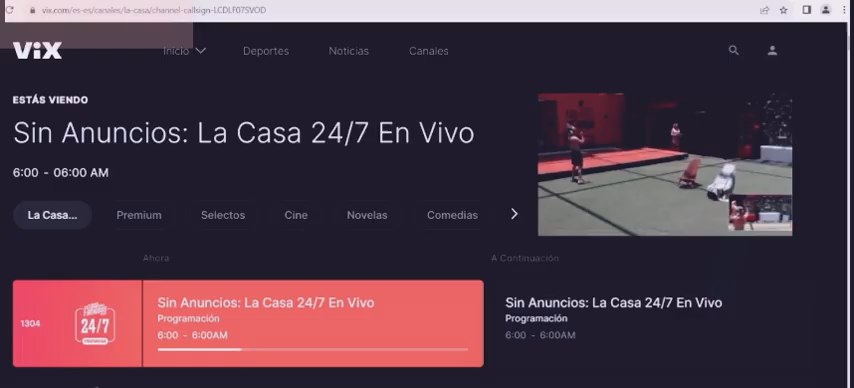 vix.com/es-es/canales/la-casa/channel-callsign-LCDLF07SVOD
ViX
Inicio Deportes Noticias Canales
ESTÁS VIENDO
Sin Anuncios: La Casa 24/7 En Vivo
6:00 - 06:00 AM
La Casa... Premium Selectos Cine Novelas Comedias
Ahora A Continuación
1304
24/7
Sin Anuncios: La Casa 24/7 En Vivo
Programación
6:00 - 6:00AM
Sin Anuncios: La Casa 24/7 En Vivo
Programación
6:00 - 6:00AM